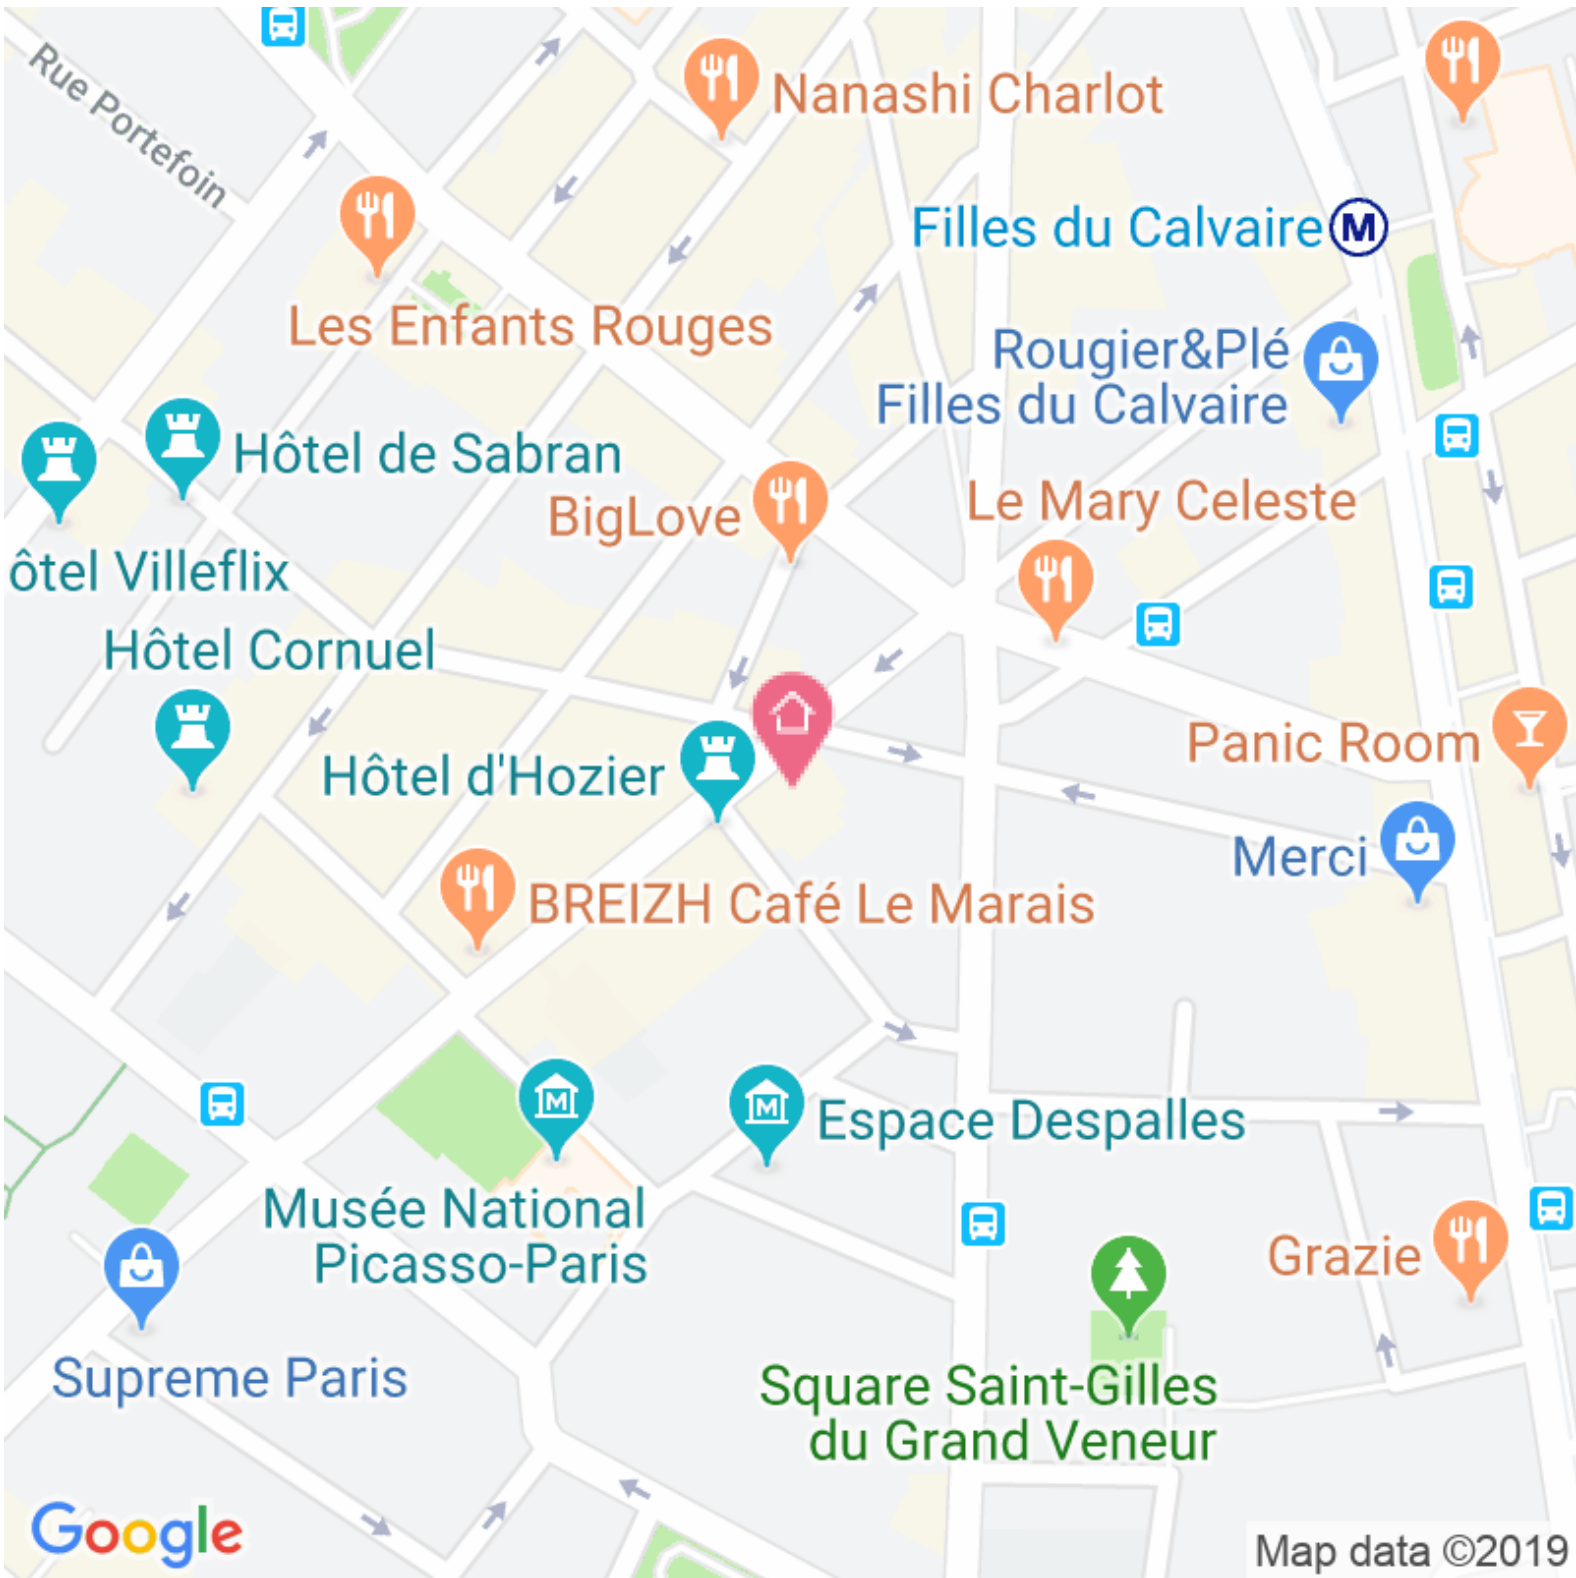 Rue Portefoin
Nanashi Charlot
Filles du Calvaire M
Les Enfants Rouges
Rougier&Plé
Filles du Calvaire
Hôtel de Sabran
BigLove
Le Mary Celeste
ôtel Villeflix
Hôtel Cornuel
Hôtel d'Hozier
Panic Room
Merci
BREIZH Café Le Marais
M
M
Espace Despalles
Musée National
Picasso-Paris
Grazie
Supreme Paris
Square Saint-Gilles
du Grand Veneur
Google
Map data ©2019